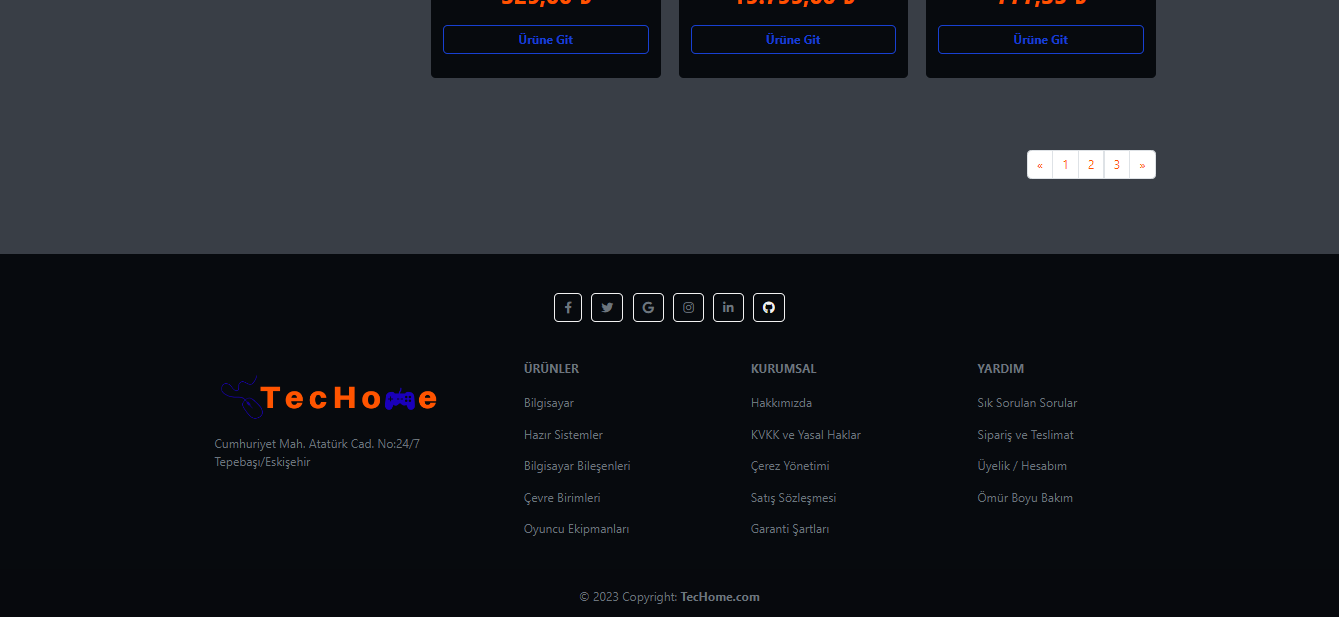 Ürüne Git
Ürüne Git
Ürüne Git
« 1 2 3 »
TecHome
Cumhuriyet Mah. Atatürk Cad. No:24/7
Tepebaşı/Eskişehir
ÜRÜNLER
Bilgisayar
Hazır Sistemler
Bilgisayar Bileşenleri
Çevre Birimleri
Oyuncu Ekipmanları
KURUMSAL
Hakkımızda
KVKK ve Yasal Haklar
Çerez Yönetimi
Satış Sözleşmesi
Garanti Şartları
YARDIM
Sık Sorulan Sorular
Sipariş ve Teslimat
Üyelik / Hesabım
Ömür Boyu Bakım
© 2023 Copyright: TecHome.com